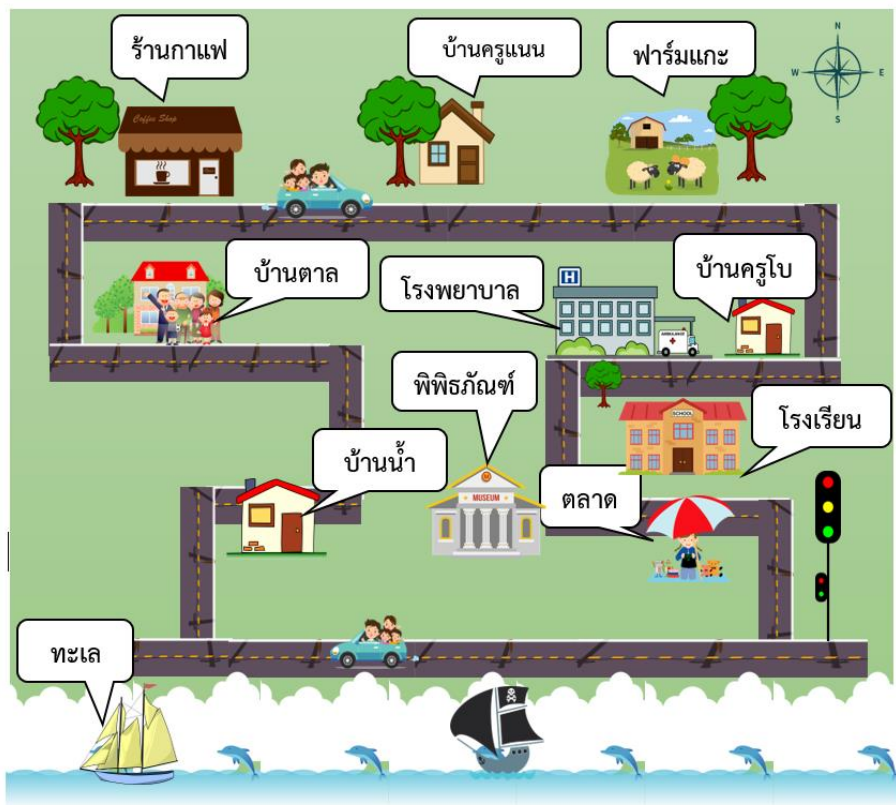 ร้านกาแฟ
บ้านครูแนน
ฟาร์มแกะ
N
W
E
S
Coffee Shop
บ้านตาล
โรงพยาบาล
H
บ้านครูโบ
AMBULANCE
พิพิธภัณฑ์
SCHOOL
โรงเรียน
บ้านน้ำ
M
MUSEUM
ตลาด
ทะเล